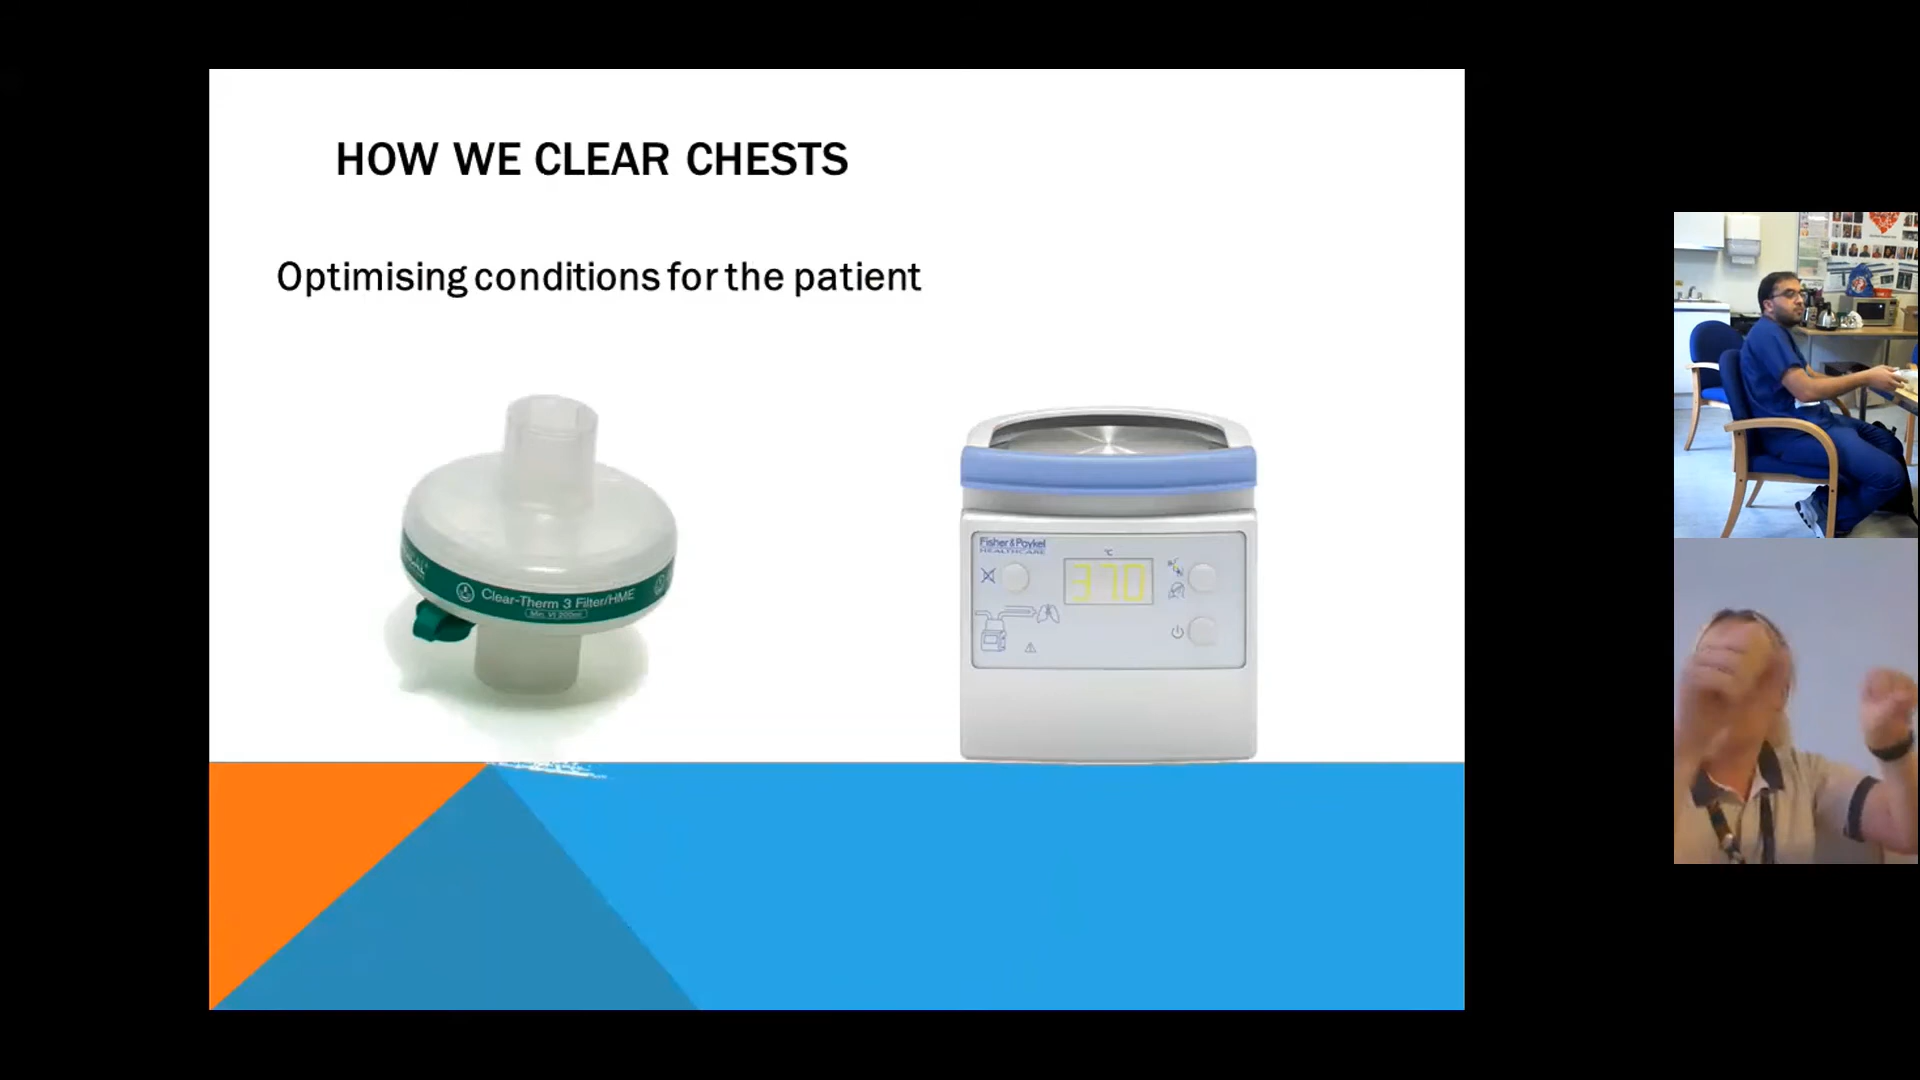 HOW WE CLEAR CHESTS
Optimising conditions for the patient
Clear-Therm 3 Filter/HME
Fisher & Paykel
HEALTHCARE
°C
37.0